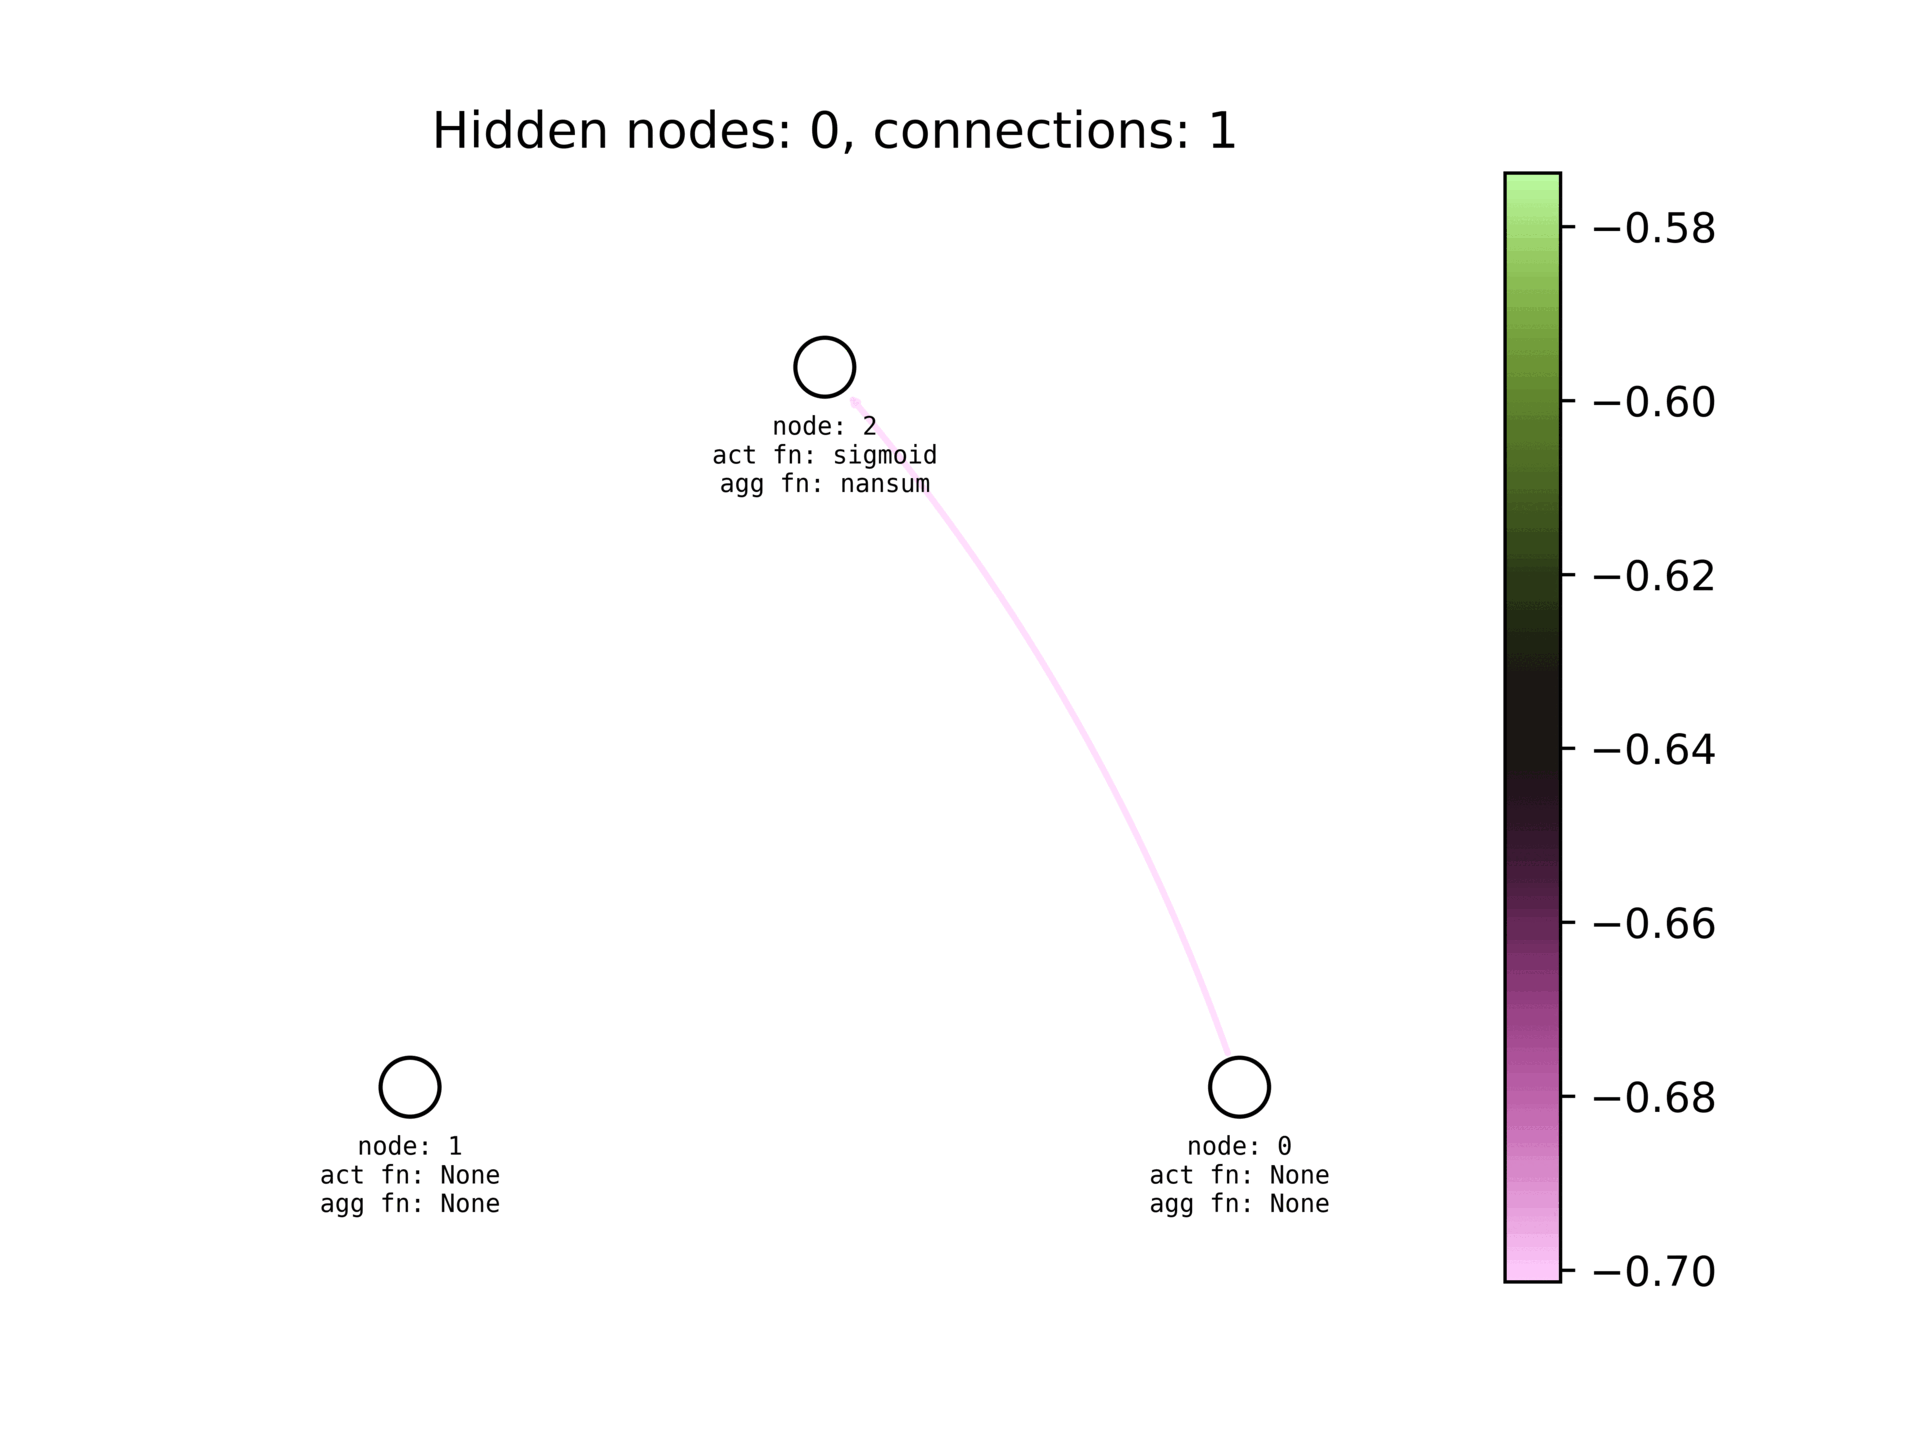 Hidden nodes: 0, connections: 1
node: 2
act fn: sigmoid
agg fn: nansum
node: 1
act fn: None
agg fn: None
node: 0
act fn: None
agg fn: None
−0.58
−0.60
−0.62
−0.64
−0.66
−0.68
−0.70